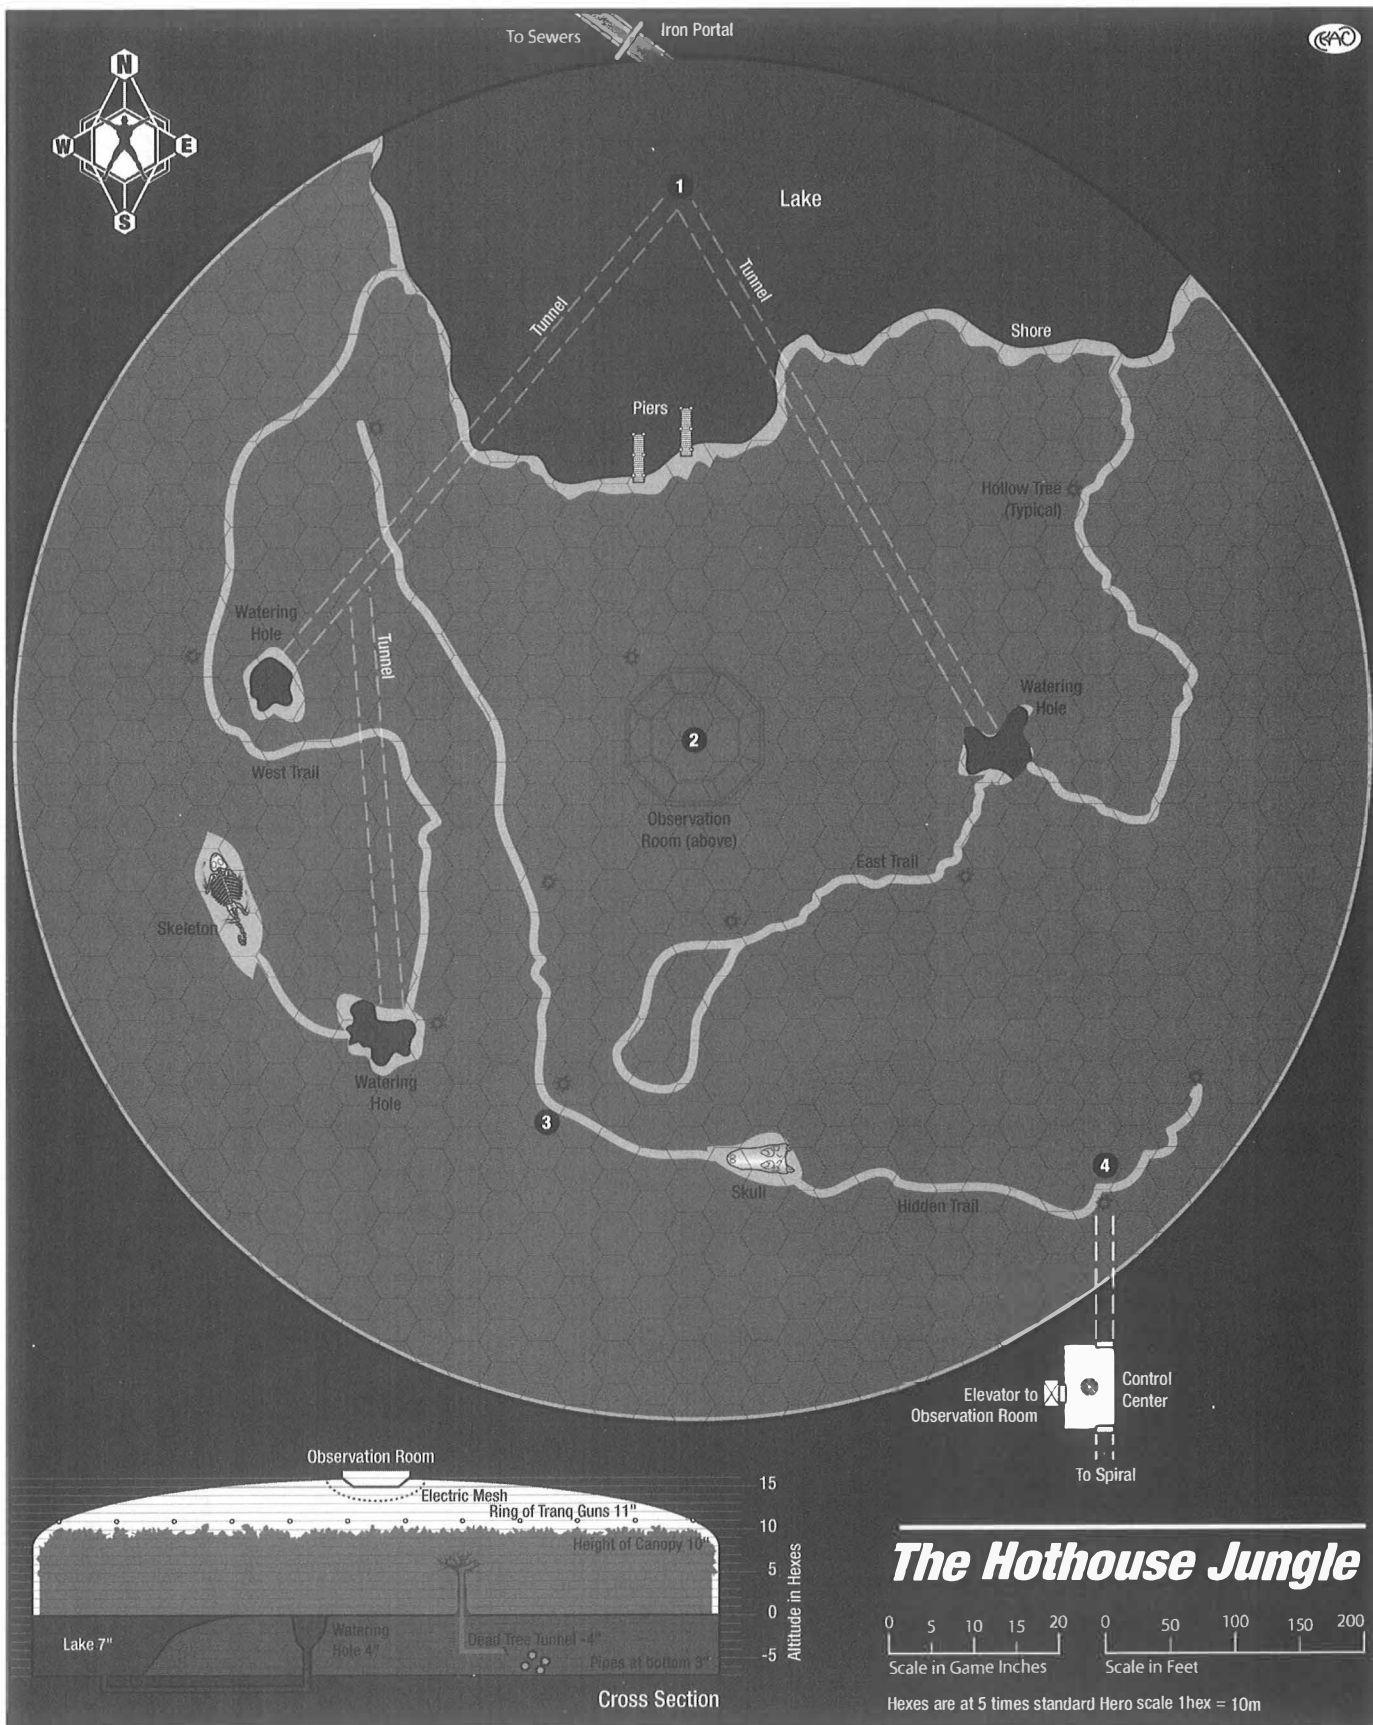 To Sewers
Iron Portal
CKAC
N
W
E
S
1
Lake
Tunnel
Tunnel
Shore
Piers
Hollow Tree
(Typical)
Watering
Hole
Tunnel
Watering
Hole
2
West Trail
Observation
Room (above)
East Trail
Skeleton
Watering
Hole
3
4
Skull
Hidden Trail
Control
Center
Elevator to
Observation Room
To Spiral
Observation Room
Electric Mesh
Ring of Tranq Guns 11"
Height of Canopy 10"
15
10
5
0
-5
Altitude in Hexes
Lake 7"
Watering
Hole 4"
Dead Tree Tunnel -4"
Pipes at bottom 3"
Cross Section
The Hothouse Jungle
0 5 10 15 20
Scale in Game Inches
0 50 100 150 200
Scale in Feet
Hexes are at 5 times standard Hero scale 1hex = 10m